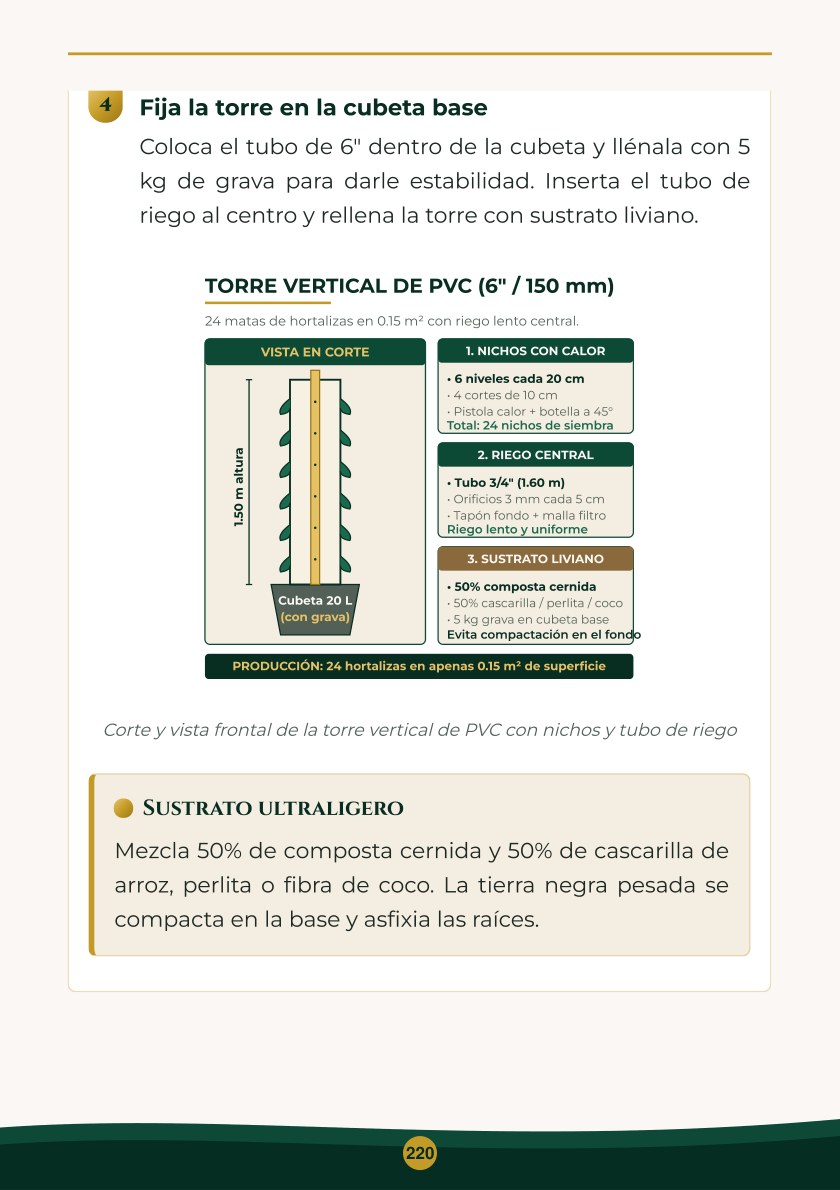 4
Fija la torre en la cubeta base
Coloca el tubo de 6" dentro de la cubeta y llénala con 5
kg de grava para darle estabilidad. Inserta el tubo de
riego al centro y rellena la torre con sustrato liviano.
TORRE VERTICAL DE PVC (6" / 150 mm)
24 matas de hortalizas en 0.15 m² con riego lento central.
VISTA EN CORTE
1.50 m altura
Cubeta 20 L
(con grava)
1. NICHOS CON CALOR
• 6 niveles cada 20 cm
• 4 cortes de 10 cm
• Pistola calor + botella a 45°
Total: 24 nichos de siembra
2. RIEGO CENTRAL
• Tubo 3/4" (1.60 m)
• Orificios 3 mm cada 5 cm
• Tapón fondo + malla filtro
Riego lento y uniforme
3. SUSTRATO LIVIANO
• 50% composta cernida
• 50% cascarilla / perlita / coco
• 5 kg grava en cubeta base
Evita compactación en el fondo
PRODUCCIÓN: 24 hortalizas en apenas 0.15 m² de superficie
Corte y vista frontal de la torre vertical de PVC con nichos y tubo de riego
Sustrato ultraligero
Mezcla 50% de composta cernida y 50% de cascarilla de
arroz, perlita o fibra de coco. La tierra negra pesada se
compacta en la base y asfixia las raíces.
220